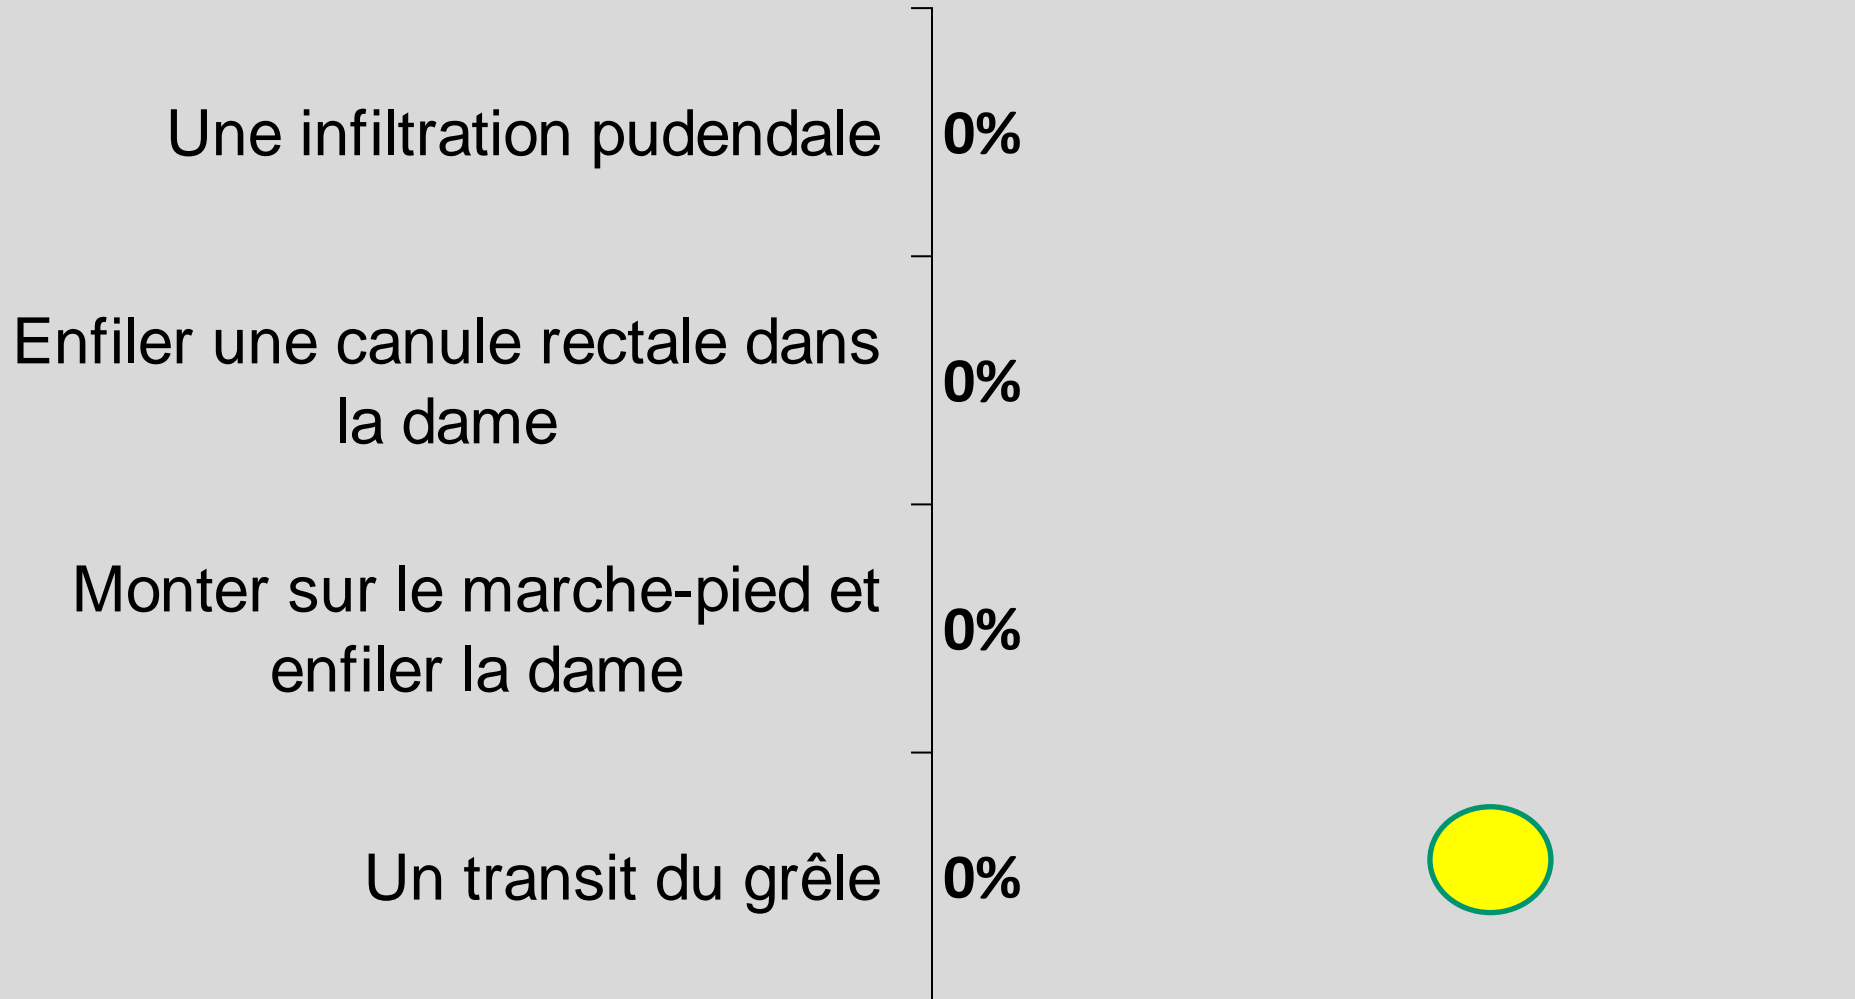 Une infiltration pudendale 0%
Enfiler une canule rectale dans
la dame 0%
Monter sur le marche-pied et
enfiler la dame 0%
Un transit du grêle 0%